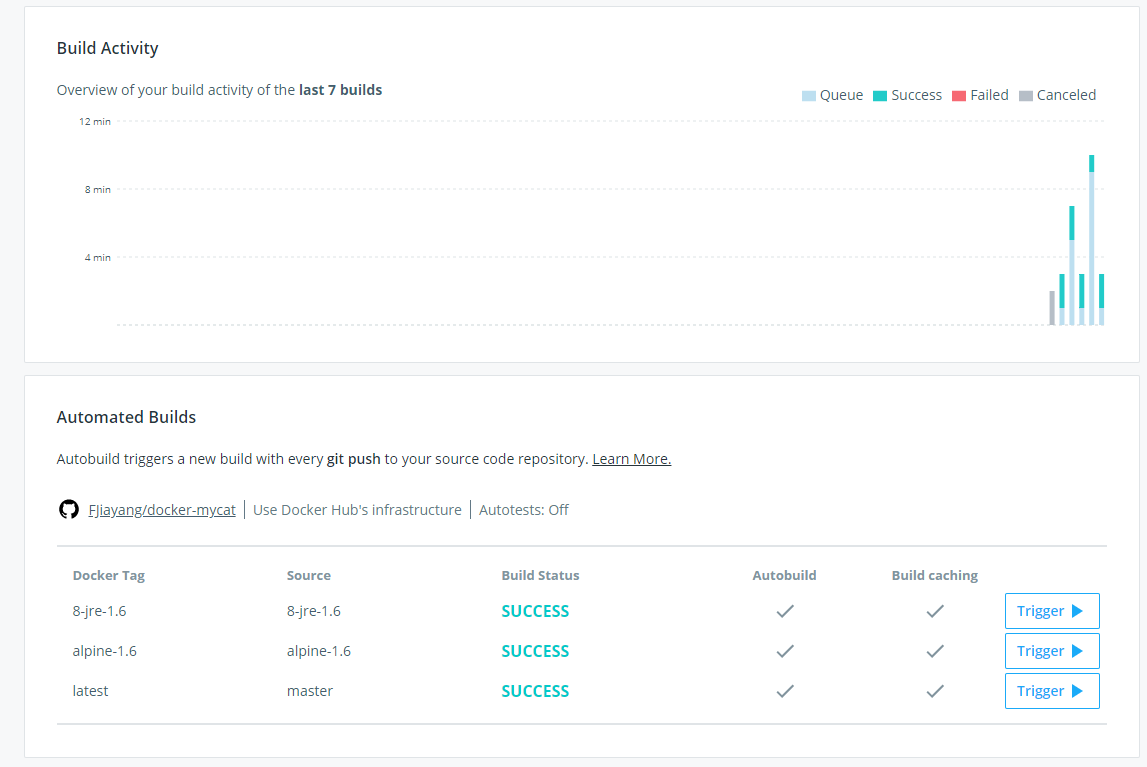 Build Activity
Overview of your build activity of the last 7 builds
Queue Success Failed Canceled
12 min
8 min
4 min
Automated Builds
Autobuild triggers a new build with every git push to your source code repository. Learn More.
FJiayang/docker-mycat | Use Docker Hub's infrastructure | Autotests: Off
Docker Tag Source Build Status Autobuild Build caching
8-jre-1.6 8-jre-1.6 SUCCESS Trigger
alpine-1.6 alpine-1.6 SUCCESS Trigger
latest master SUCCESS Trigger